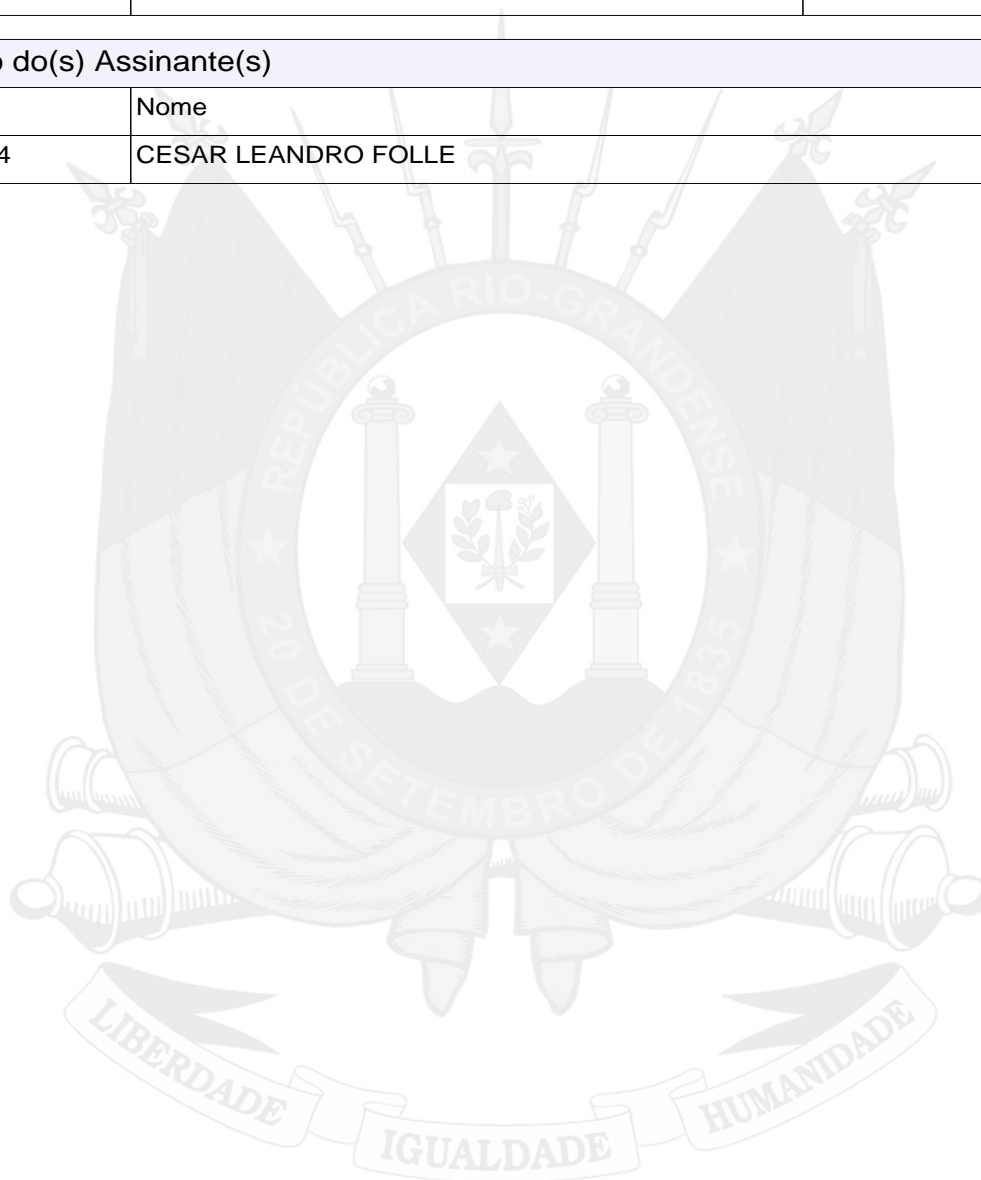 o do(s) Assinante(s)
Nome
4 CESAR LEANDRO FOLLE
REPÚBLICA RIO-GRANDENSE
20 DE SETEMBRO DE 1835
LIBERDADE
IGUALDADE
HUMANIDADE